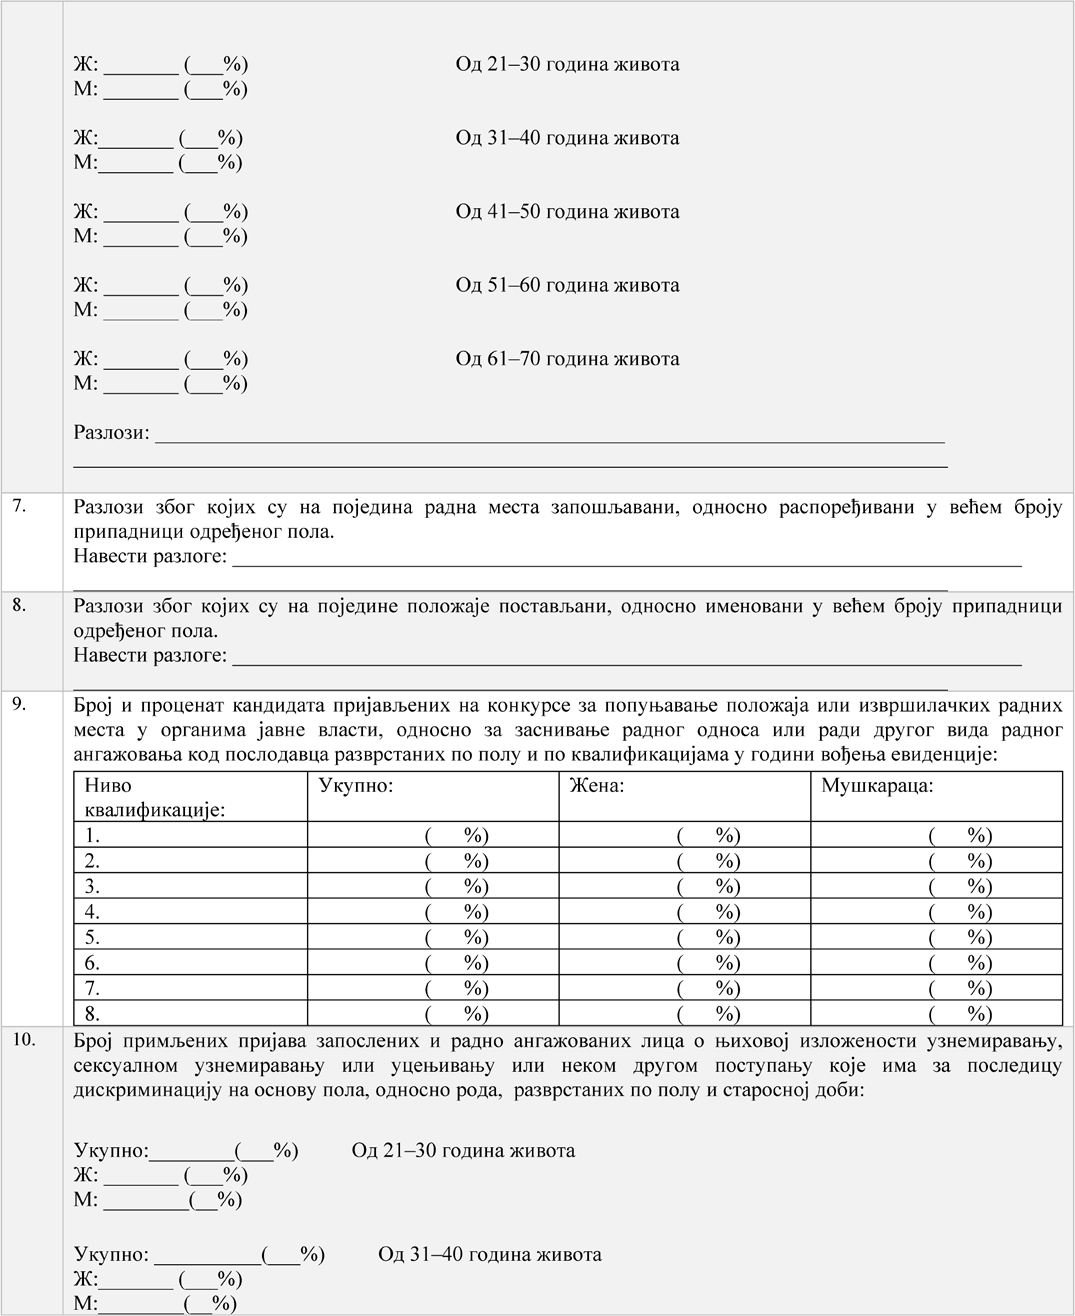 Ж: _______ (___%) Од 21–30 година живота
М: _______ (___%)
Ж:_______ (___%) Од 31–40 година живота
М:_______ (___%)
Ж: _______ (___%) Од 41–50 година живота
М: _______ (___%)
Ж: _______ (___%) Од 51–60 година живота
М: _______ (___%)
Ж: _______ (___%) Од 61–70 година живота
М: _______ (___%)
Разлози: ___________________________________________________________________________
___________________________________________________________________________________
7. Разлози због којих су на поједина радна места запошљавани, односно распоређивани у већем броју
припадници одређеног пола.
Навести разлоге: ___________________________________________________________________________
___________________________________________________________________________________
8. Разлози због којих су на поједине положаје постављани, односно именовани у већем броју припадници
одређеног пола.
Навести разлоге: ___________________________________________________________________________
___________________________________________________________________________________
9. Број и проценат кандидата пријављених на конкурсе за попуњавање положаја или извршилачких радних
места у органима јавне власти, односно за заснивање радног односа или ради другог вида радног
ангажовања код послодавца разврстаних по полу и по квалификацијама у години вођења евиденције:
Ниво Укупно: Жена: Мушкараца:
квалификације:
1. ( %) ( %) ( %)
2. ( %) ( %) ( %)
3. ( %) ( %) ( %)
4. ( %) ( %) ( %)
5. ( %) ( %) ( %)
6. ( %) ( %) ( %)
7. ( %) ( %) ( %)
8. ( %) ( %) ( %)
10. Број примљених пријава запослених и радно ангажованих лица о њиховој изложености узнемиравању,
сексуалном узнемиравању или уцењивању или неком другом поступању које има за последицу
дискриминацију на основу пола, односно рода, разврстаних по полу и старосној доби:
Укупно:________(___%) Од 21–30 година живота
Ж: _______ (___%)
М: ________(__%)
Укупно: __________(___%) Од 31–40 година живота
Ж:_______ (___%)
М:________(__%)